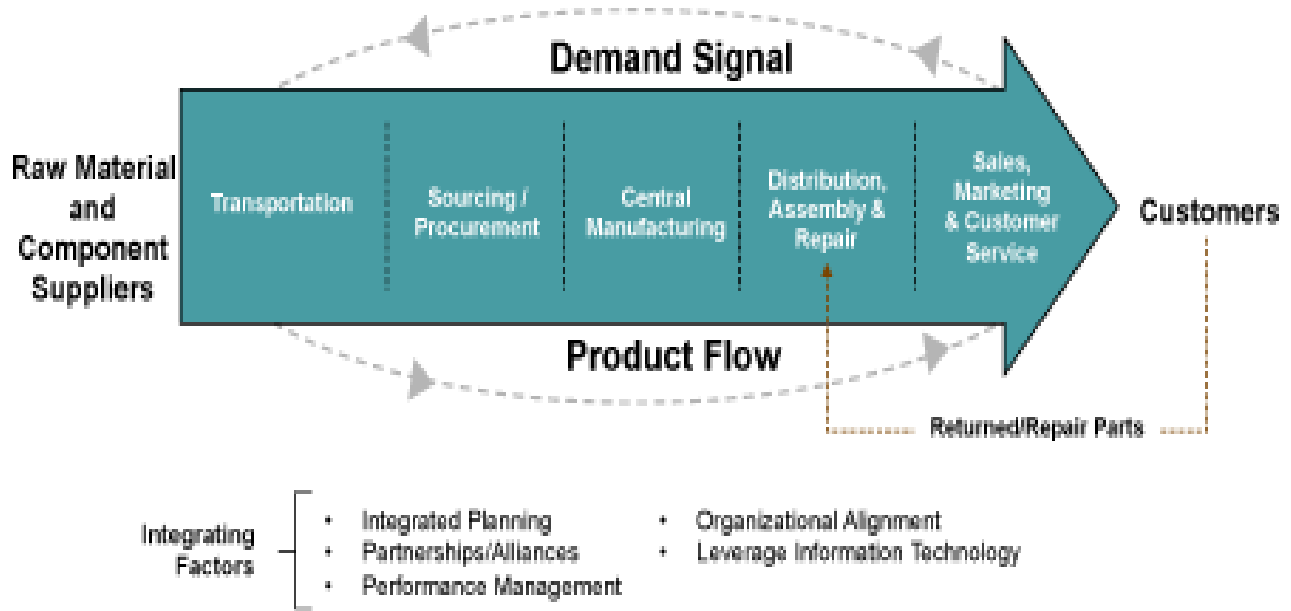 Demand Signal
Raw Material
and
Component
Suppliers
Transportation
Sourcing /
Procurement
Central
Manufacturing
Distribution,
Assembly &
Repair
Sales,
Marketing
& Customer
Service
Customers
Product Flow
Returned/Repair Parts
Integrating
Factors
• Integrated Planning
• Partnerships/Alliances
• Performance Management
• Organizational Alignment
• Leverage Information Technology